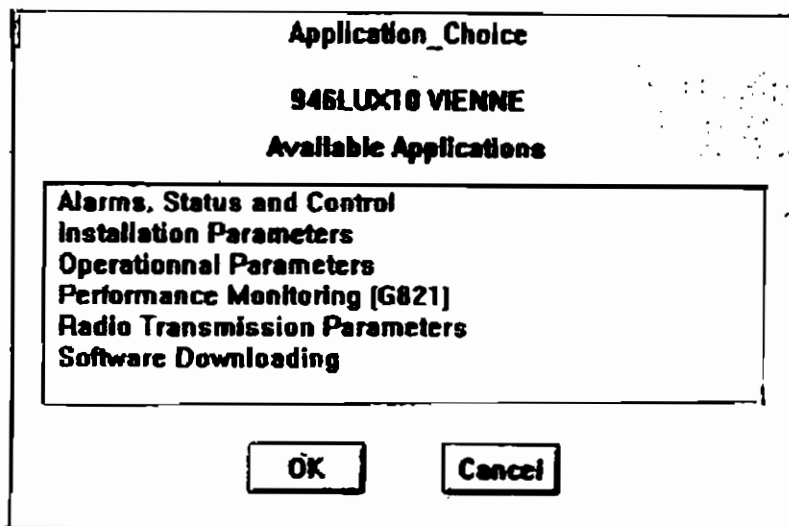 Application_Choice
946LUX10 VIENNE
Available Applications
Alarms, Status and Control
Installation Parameters
Operationnal Parameters
Performance Monitoring [G821]
Radio Transmission Parameters
Software Downloading
OK
Cancel